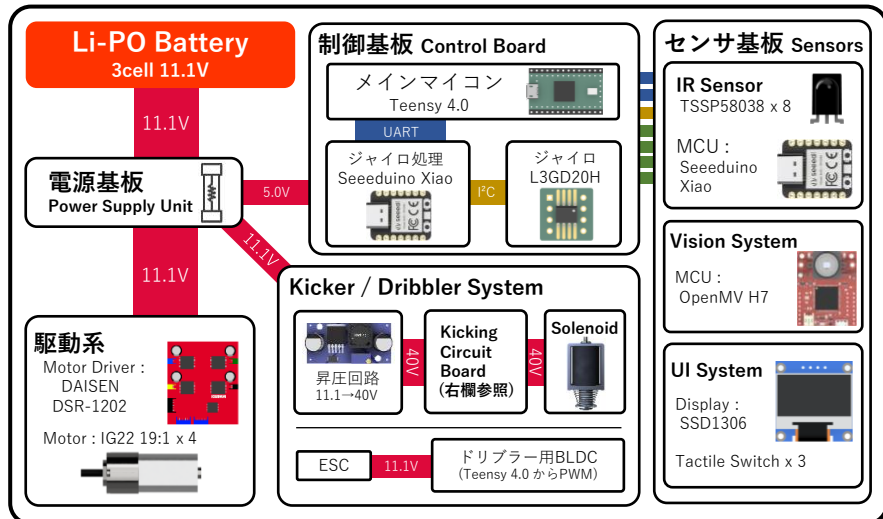 Li-PO Battery
3cell 11.1V
11.1V
電源基板
Power Supply Unit
5.0V
11.1V
11.1V
駆動系
Motor Driver :
DAISEN
DSR-1202
Motor : IG22 19:1 x 4
制御基板 Control Board
メインマイコン
Teensy 4.0
UART
ジャイロ処理
Seeeduino Xiao
I²C
ジャイロ
L3GD20H
Kicker / Dribbler System
昇圧回路
11.1→40V
40V
Kicking
Circuit
Board
(右欄参照)
40V
Solenoid
ESC
11.1V
ドリブラー用BLDC
(Teensy 4.0 からPWM)
センサ基板 Sensors
IR Sensor
TSSP58038 x 8
MCU :
Seeeduino
Xiao
Vision System
MCU :
OpenMV H7
UI System
Display :
SSD1306
Tactile Switch x 3